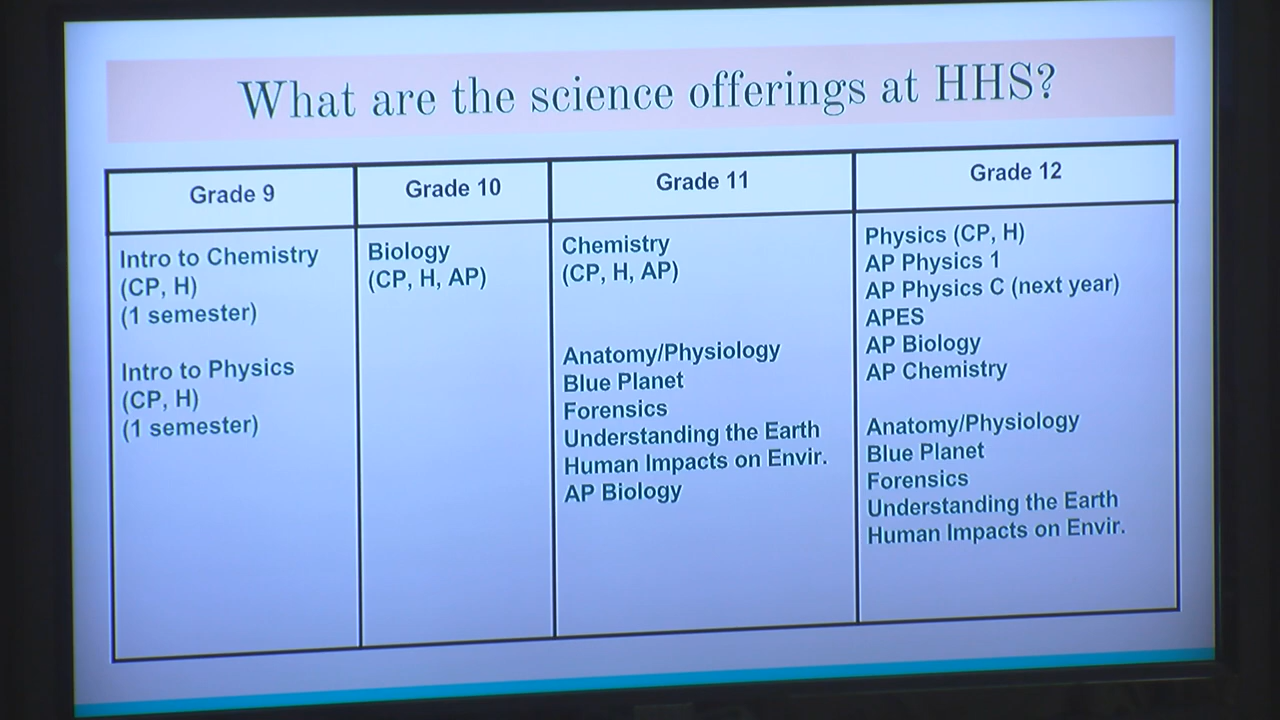 What are the science offerings at HHS?
Grade 9
Intro to Chemistry
(CP, H)
(1 semester)
Intro to Physics
(CP, H)
(1 semester)
Grade 10
Biology
(CP, H, AP)
Grade 11
Chemistry
(CP, H, AP)
Anatomy/Physiology
Blue Planet
Forensics
Understanding the Earth
Human Impacts on Envir.
AP Biology
Grade 12
Physics (CP, H)
AP Physics 1
AP Physics C (next year)
APES
AP Biology
AP Chemistry
Anatomy/Physiology
Blue Planet
Forensics
Understanding the Earth
Human Impacts on Envir.